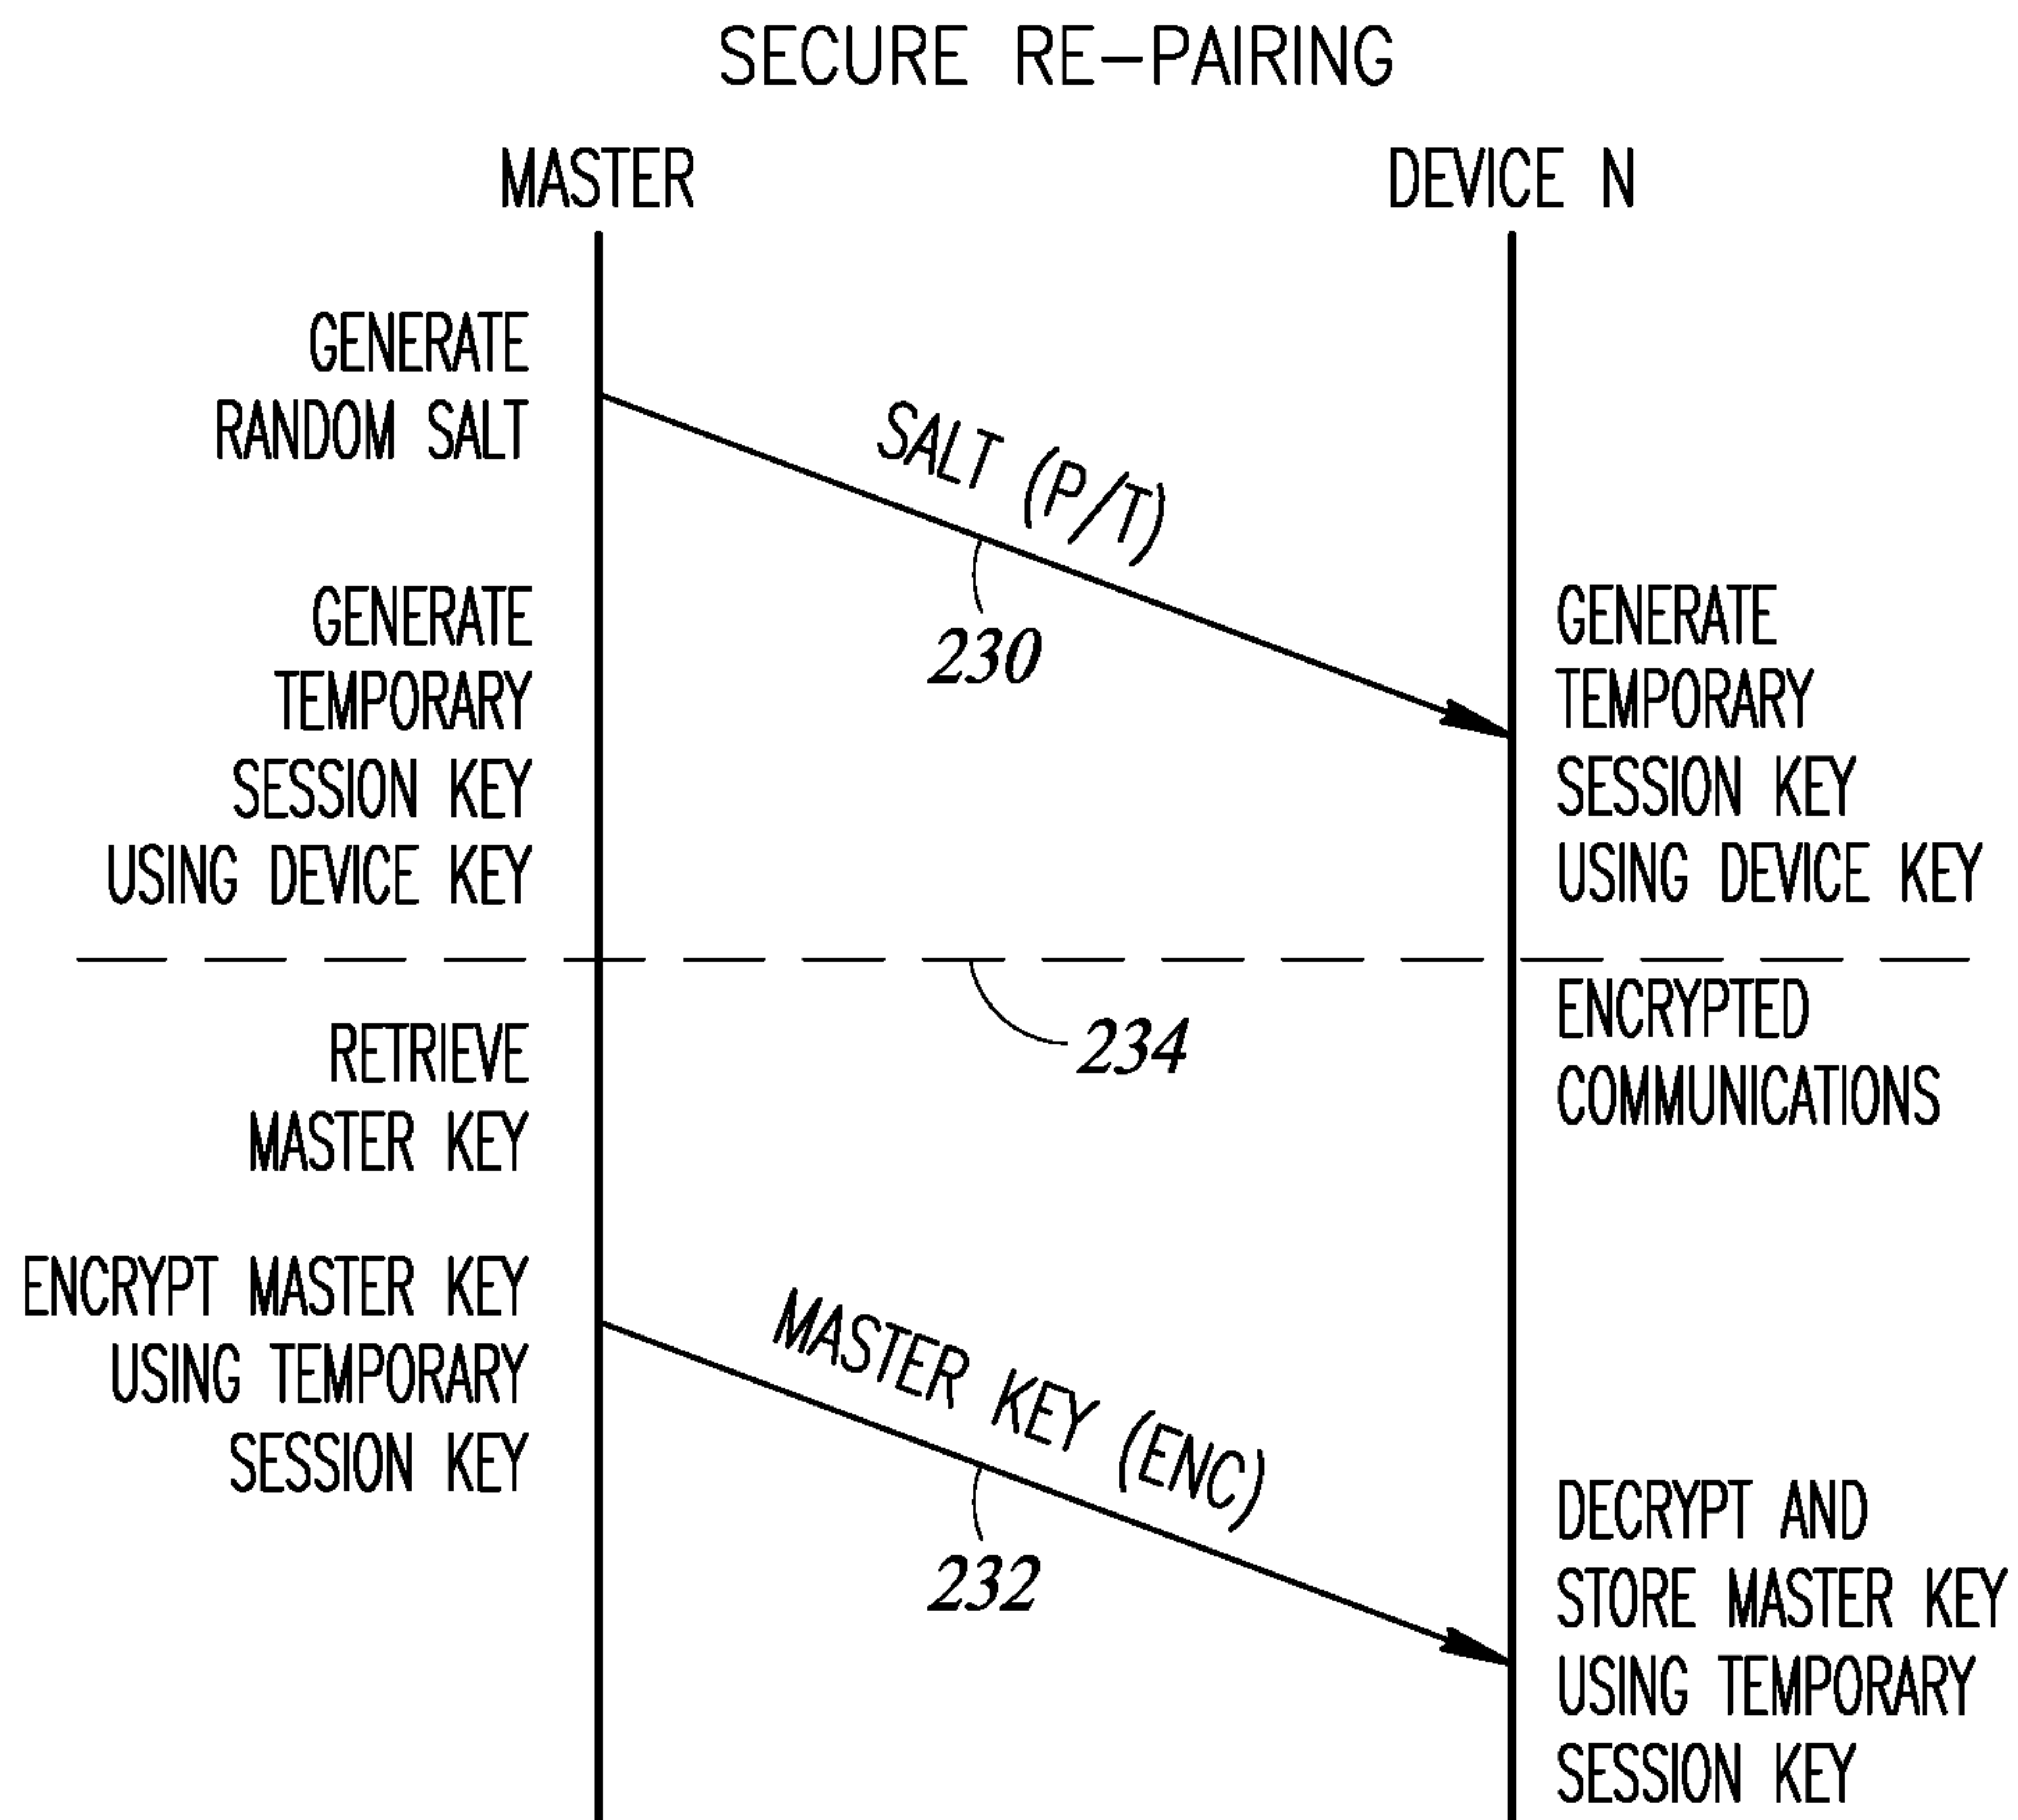 SECURE RE-PAIRING
MASTER
DEVICE N
GENERATE
RANDOM SALT
SALT (P/T)
230
GENERATE
TEMPORARY
SESSION KEY
USING DEVICE KEY
GENERATE
TEMPORARY
SESSION KEY
USING DEVICE KEY
234
ENCRYPTED
COMMUNICATIONS
RETRIEVE
MASTER KEY
ENCRYPT MASTER KEY
USING TEMPORARY
SESSION KEY
MASTER KEY (ENC)
232
DECRYPT AND
STORE MASTER KEY
USING TEMPORARY
SESSION KEY